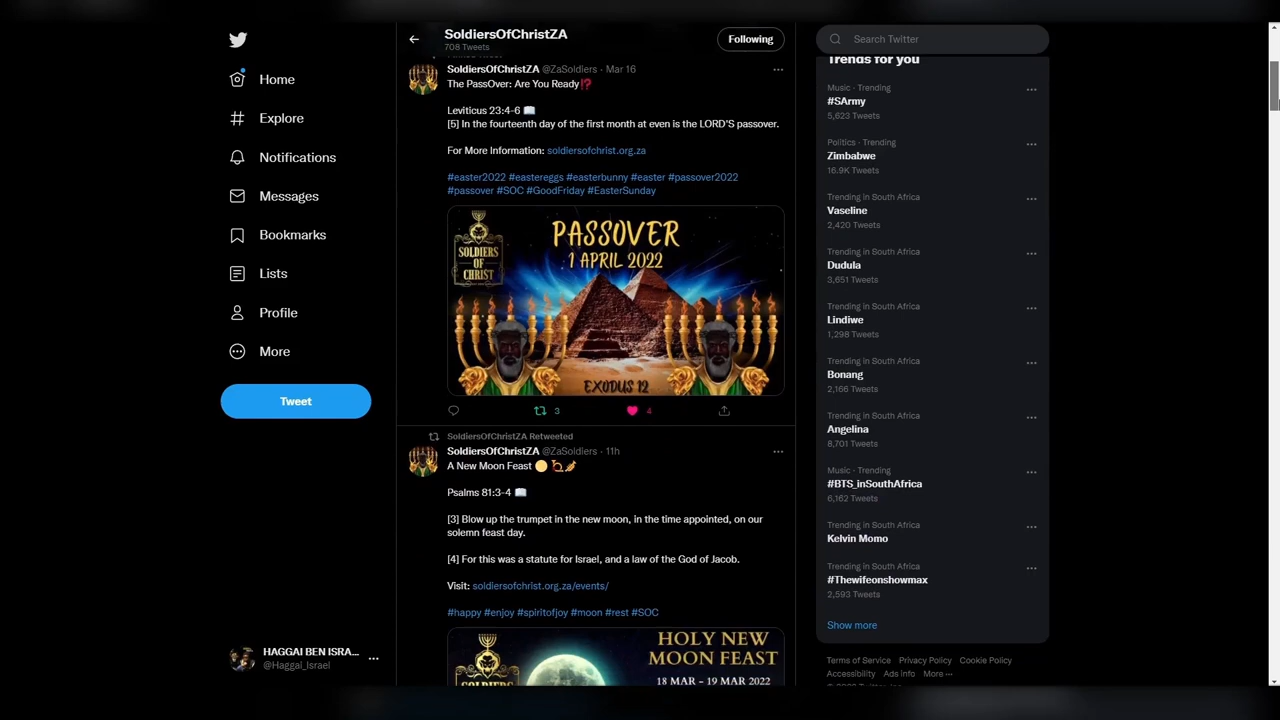 Home
Explore
Notifications
Messages
Bookmarks
Lists
Profile
More
Tweet
HAGGAI BEN ISRA...
@Haggai_Israel
SoldiersOfChristZA
708 Tweets
Following
SoldiersOfChristZA @ZaSoldiers · Mar 16
The PassOver: Are You Ready⁉
Leviticus 23:4-6 📖
[5] In the fourteenth day of the first month at even is the LORD'S passover.
For More Information: soldiersofchrist.org.za
#easter2022 #eastereggs #easterbunny #easter #passover2022
#passover #SOC #GoodFriday #EasterSunday
SOLDIERS
OF
CHRIST
PASSOVER
1 APRIL 2022
EXODUS 12
3
4
SoldiersOfChristZA Retweeted
SoldiersOfChristZA @ZaSoldiers · 11h
A New Moon Feast
Psalms 81:3-4 📖
[3] Blow up the trumpet in the new moon, in the time appointed, on our
solemn feast day.
[4] For this was a statute for Israel, and a law of the God of Jacob.
Visit: soldiersofchrist.org.za/events/
#happy #enjoy #spiritofjoy #moon #rest #SOC
HOLY NEW
MOON FEAST
18 MAR – 19 MAR 2022
Search Twitter
Trends for you
Music · Trending
#SArmy
5,623 Tweets
Politics · Trending
Zimbabwe
16.9K Tweets
Trending in South Africa
Vaseline
2,420 Tweets
Trending in South Africa
Dudula
3,651 Tweets
Trending in South Africa
Lindiwe
1,298 Tweets
Trending in South Africa
Bonang
2,166 Tweets
Trending in South Africa
Angelina
8,701 Tweets
Music · Trending
#BTS_inSouthAfrica
6,162 Tweets
Trending in South Africa
Kelvin Momo
Trending in South Africa
#Thewifeonshowmax
2,593 Tweets
Show more
Terms of Service Privacy Policy Cookie Policy
Accessibility Ads info More ···